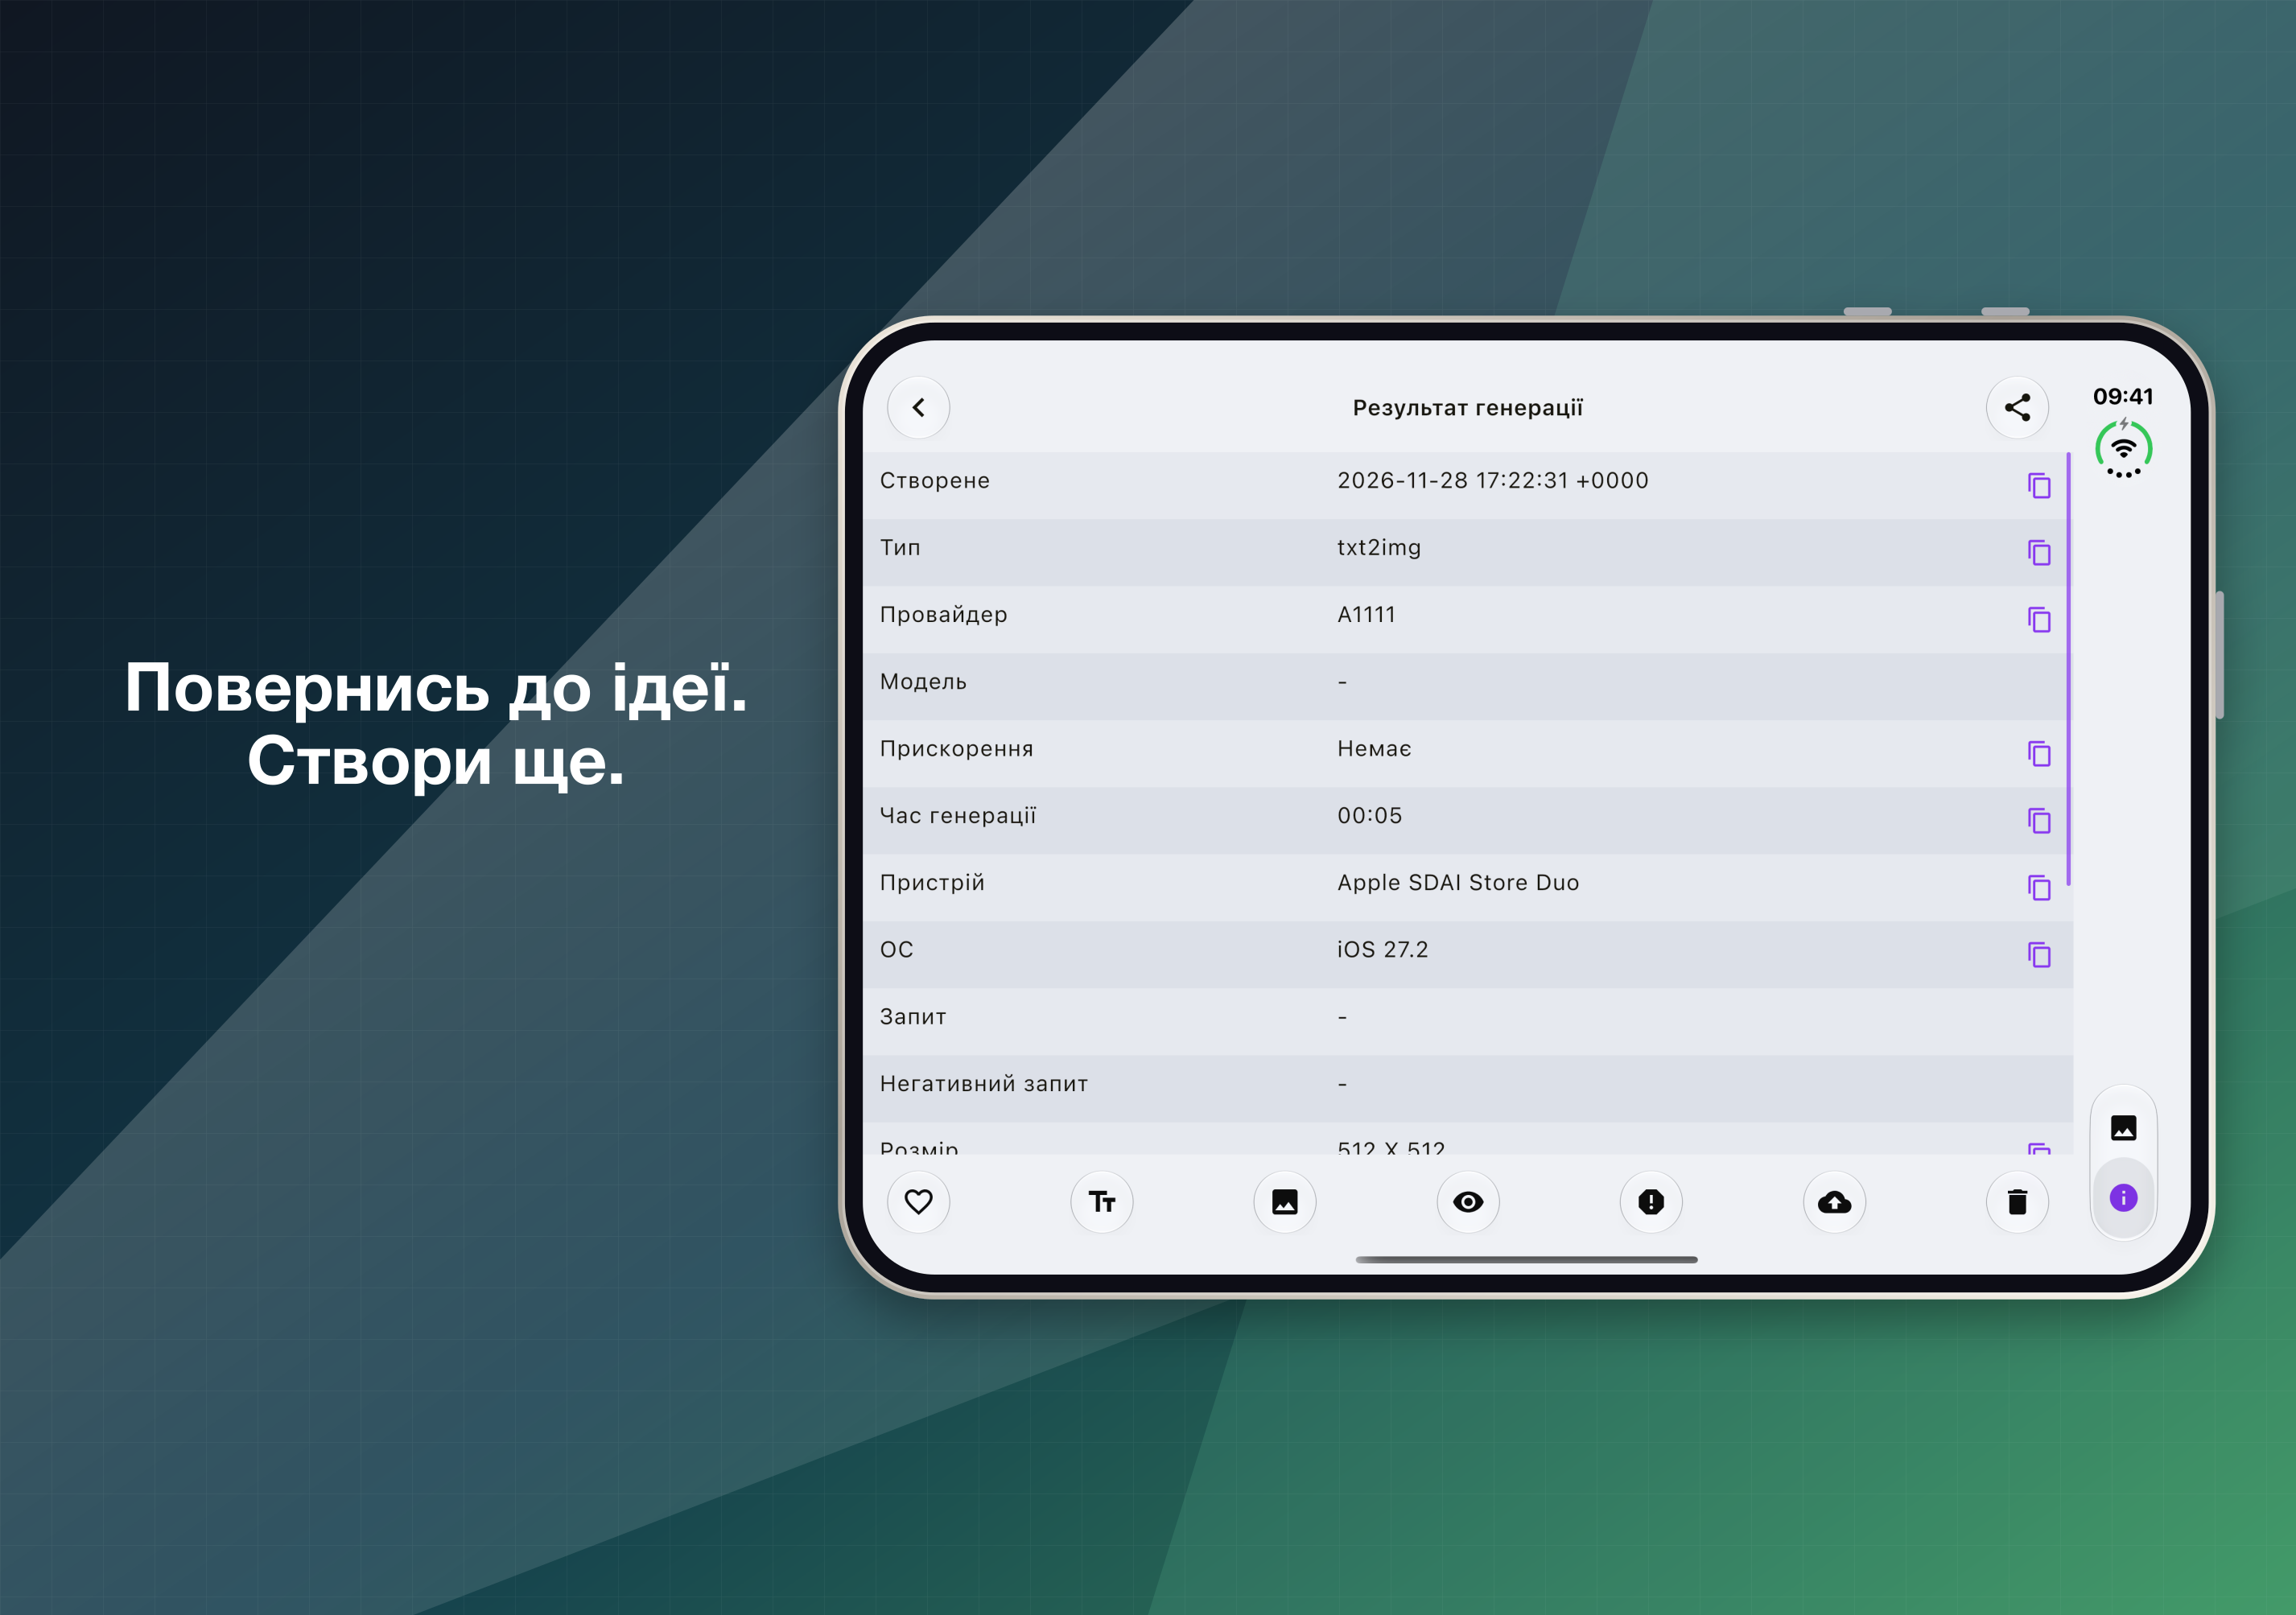 Повернись до ідеї.
Створи ще.
Результат генерації
09:41
Створене 2026-11-28 17:22:31 +0000
Тип txt2img
Провайдер A1111
Модель -
Прискорення Немає
Час генерації 00:05
Пристрій Apple SDAI Store Duo
ОС iOS 27.2
Запит -
Негативний запит -
Розмір 512 X 512